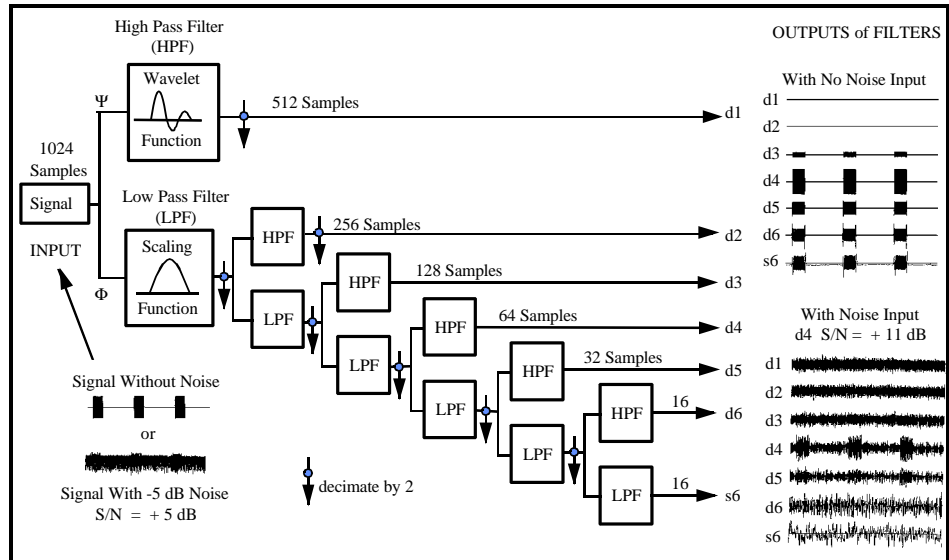 High Pass Filter
(HPF)
Wavelet
Function
Ψ
512 Samples
d1
1024
Samples
Signal
INPUT
Low Pass Filter
(LPF)
Scaling
Function
Φ
HPF
256 Samples
d2
LPF
HPF
128 Samples
d3
LPF
HPF
64 Samples
d4
LPF
HPF
32 Samples
d5
LPF
HPF
16
d6
LPF
16
s6
Signal Without Noise
or
Signal With -5 dB Noise
S/N = + 5 dB
decimate by 2
OUTPUTS of FILTERS
With No Noise Input
d1
d2
d3
d4
d5
d6
s6
With Noise Input
d4 S/N = + 11 dB
d1
d2
d3
d4
d5
d6
s6